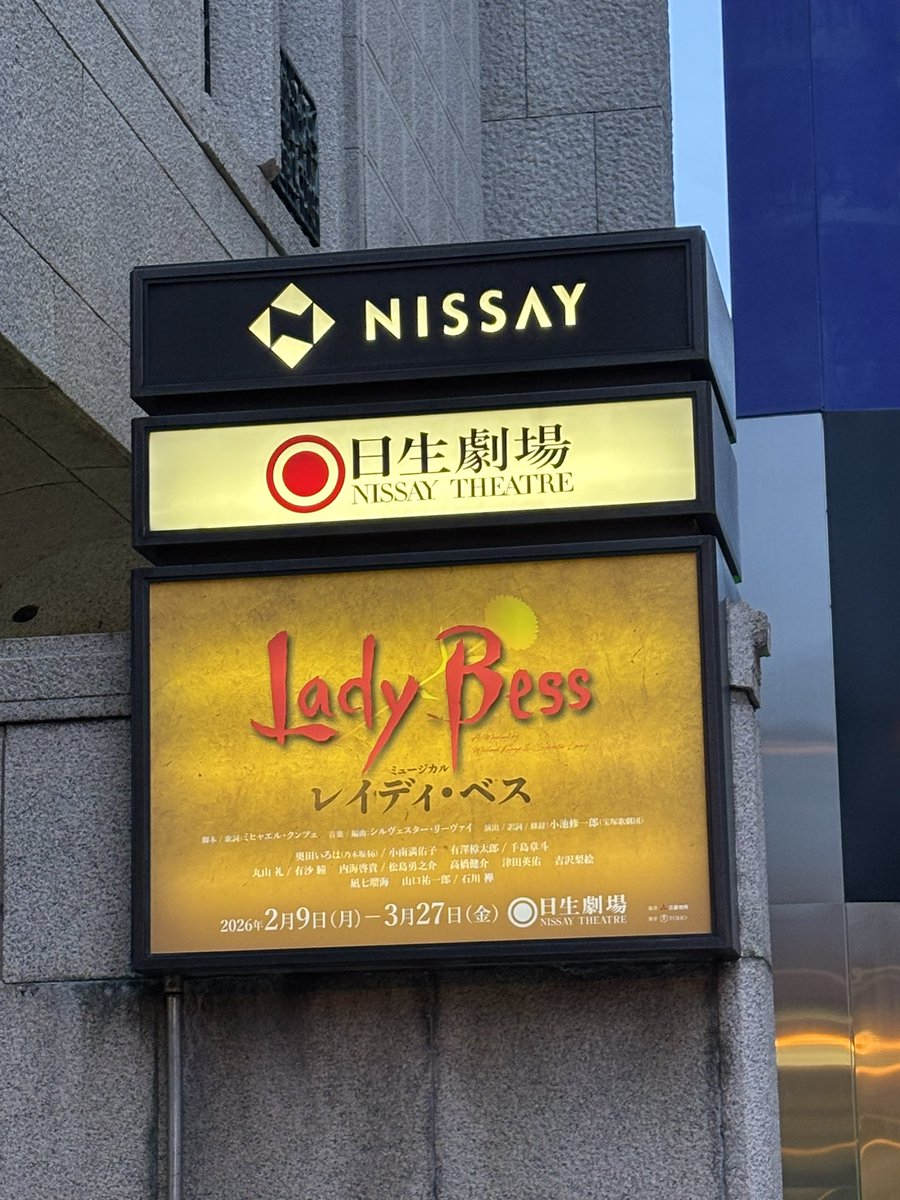 NISSAY
日生劇場
NISSAY THEATRE
Lady Bess
A Musical by
Michael Kunze & Sylvester Levay
ミュージカル
レイディ・ベス
脚本/歌詞:ミヒャエル・クンツェ 音楽/編曲:シルヴェスター・リーヴァイ 演出/訳詞/修辞:小池修一郎(宝塚歌劇団)
奥田いろは(乃木坂46)/小南満佑子 有澤樟太郎/手島章斗
丸山 礼/有沙 瞳 内海啓貴/松島勇之介 高橋健介 津田英佑 吉沢梨絵
凪七瑠海 山口祐一郎/石川 禅
2026年2月9日(月)−3月27日(金) 日生劇場
NISSAY THEATRE
TOHO